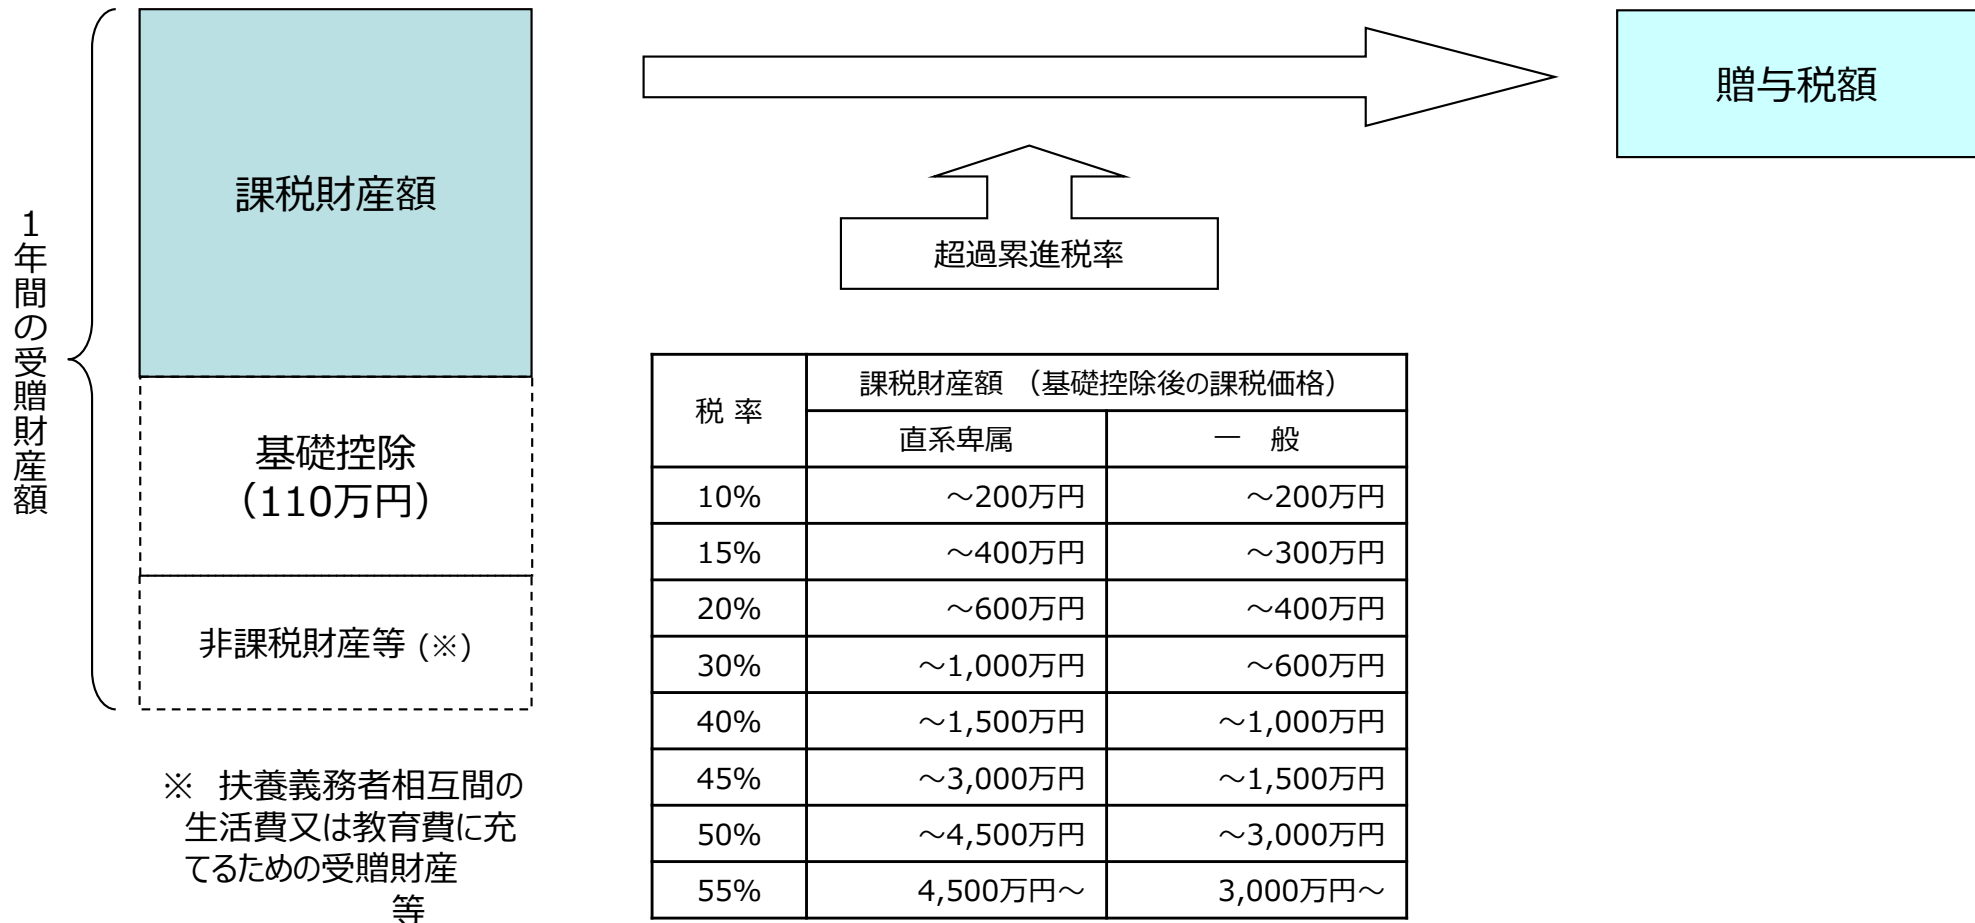 1年間の受贈財産額
課税財産額
基礎控除
（110万円）
非課税財産等 (※)
※　扶養義務者相互間の
生活費又は教育費に充
てるための受贈財産
等
贈与税額
超過累進税率
税 率
課税財産額 （基礎控除後の課税価格）
直系卑属　一　般
10%　～200万円　～200万円
15%　～400万円　～300万円
20%　～600万円　～400万円
30%　～1,000万円　～600万円
40%　～1,500万円　～1,000万円
45%　～3,000万円　～1,500万円
50%　～4,500万円　～3,000万円
55%　4,500万円～　3,000万円～